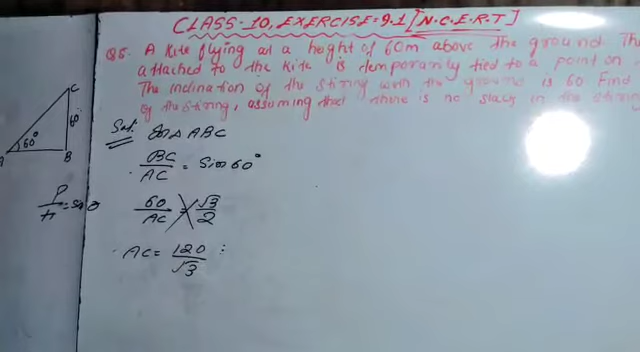 CLASS-10, EXERCISE=9.1 [N.C.E.R.T]
Q5. A Kite flying at a height of 60m above the ground. The
attached to the Kite is temporarily tied to a point on
The Inclination of the string with the ground is 60 Find
of the string, assuming that there is no slack in the string
C
60
60°
A
B
P/H = sin θ
Sol. In Δ ABC
BC/AC = Sin 60°
60/AC = √3/2
AC = 120/√3